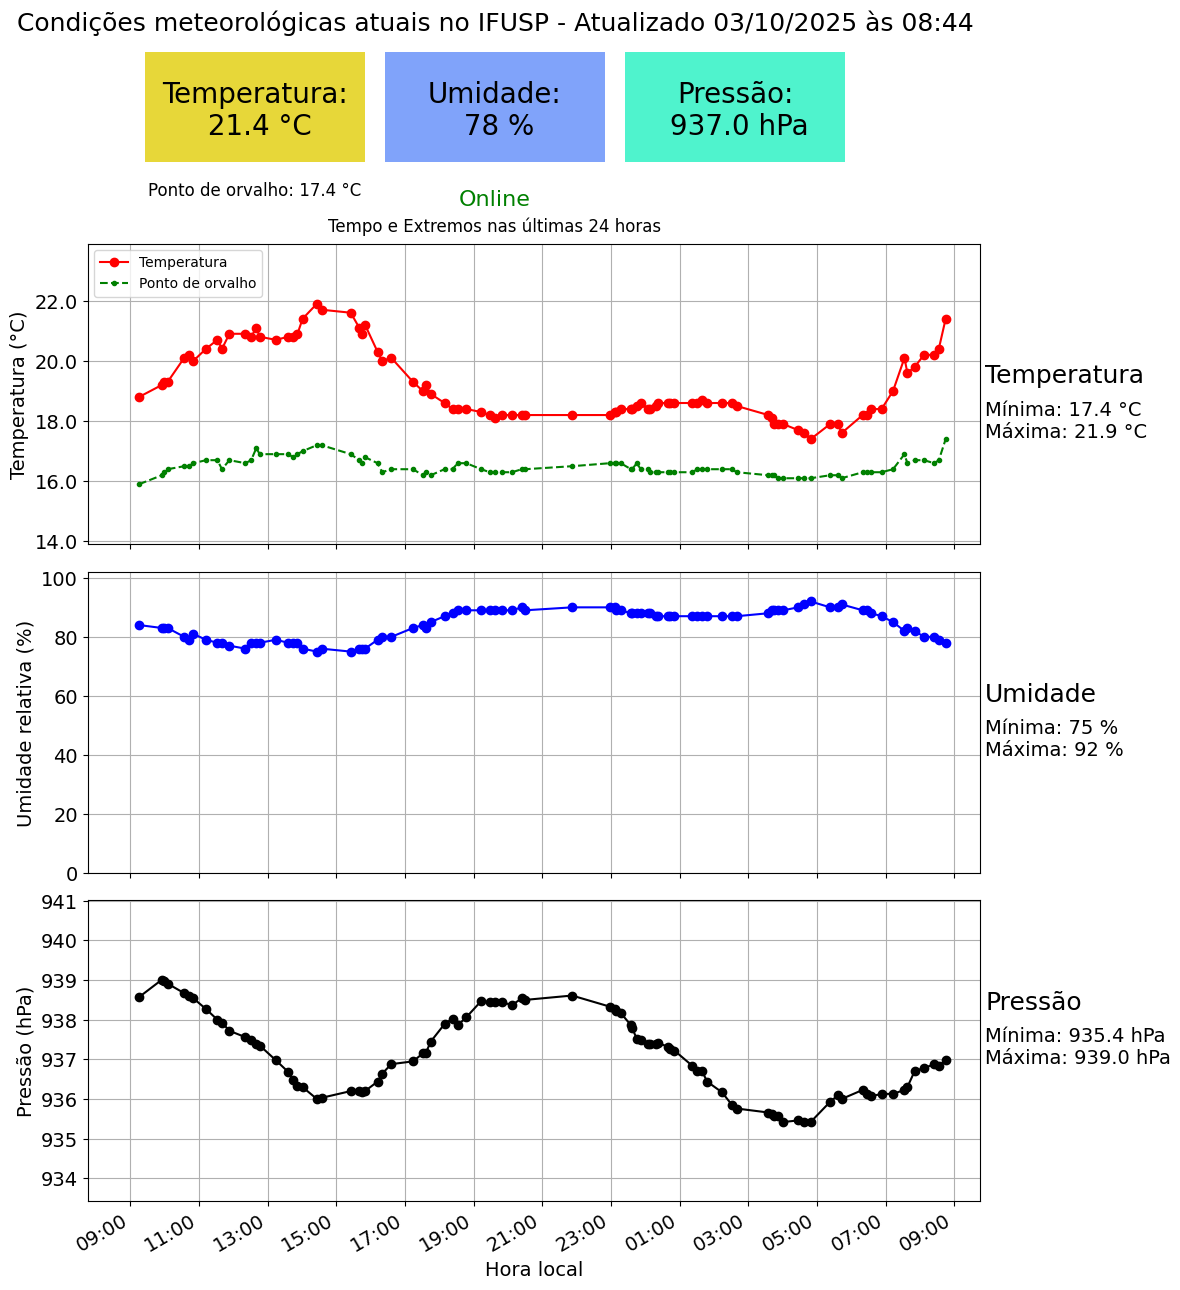 Condições meteorológicas atuais no IFUSP - Atualizado 03/10/2025 às 08:44
Temperatura:
21.4 °C
Umidade:
78 %
Pressão:
937.0 hPa
Ponto de orvalho: 17.4 °C
Online
Tempo e Extremos nas últimas 24 horas
Temperatura
Ponto de orvalho
Temperatura (°C)
22.0
20.0
18.0
16.0
14.0
Temperatura
Mínima: 17.4 °C
Máxima: 21.9 °C
Umidade relativa (%)
100
80
60
40
20
0
Umidade
Mínima: 75 %
Máxima: 92 %
Pressão (hPa)
941
940
939
938
937
936
935
934
Pressão
Mínima: 935.4 hPa
Máxima: 939.0 hPa
09:00
11:00
13:00
15:00
17:00
19:00
21:00
23:00
01:00
03:00
05:00
07:00
09:00
Hora local